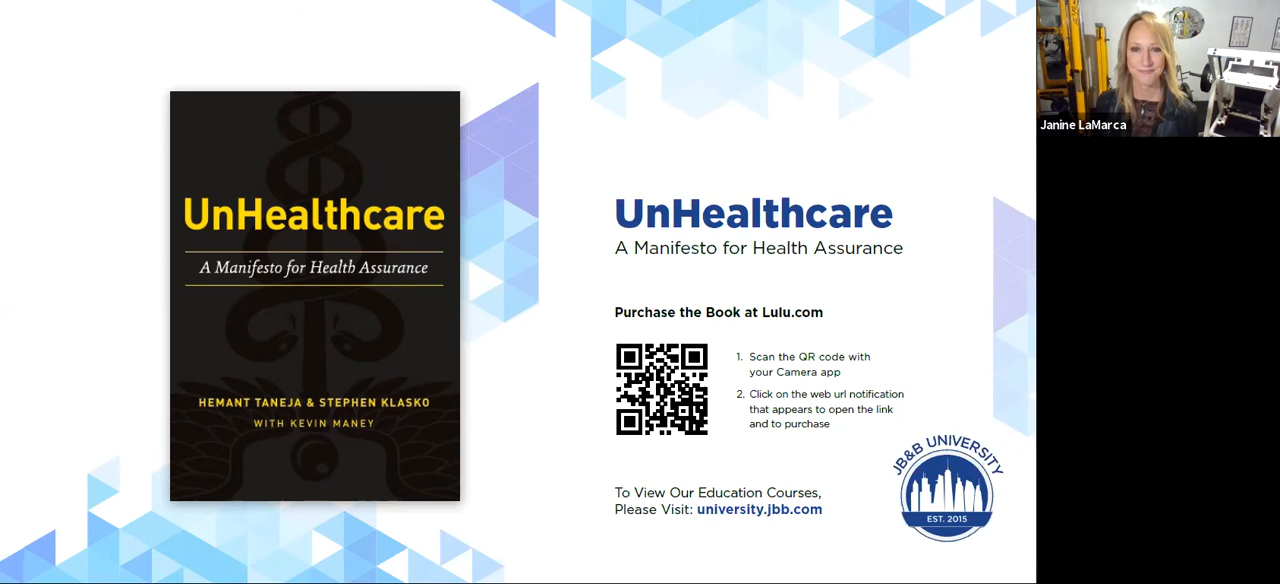 UnHealthcare
A Manifesto for Health Assurance
HEMANT TANEJA & STEPHEN KLASKO
WITH KEVIN MANEY
UnHealthcare
A Manifesto for Health Assurance
Purchase the Book at Lulu.com
1. Scan the QR code with
your Camera app
2. Click on the web url notification
that appears to open the link
and to purchase
To View Our Education Courses,
Please Visit: university.jbb.com
JB&B UNIVERSITY
EST. 2015
Janine LaMarca